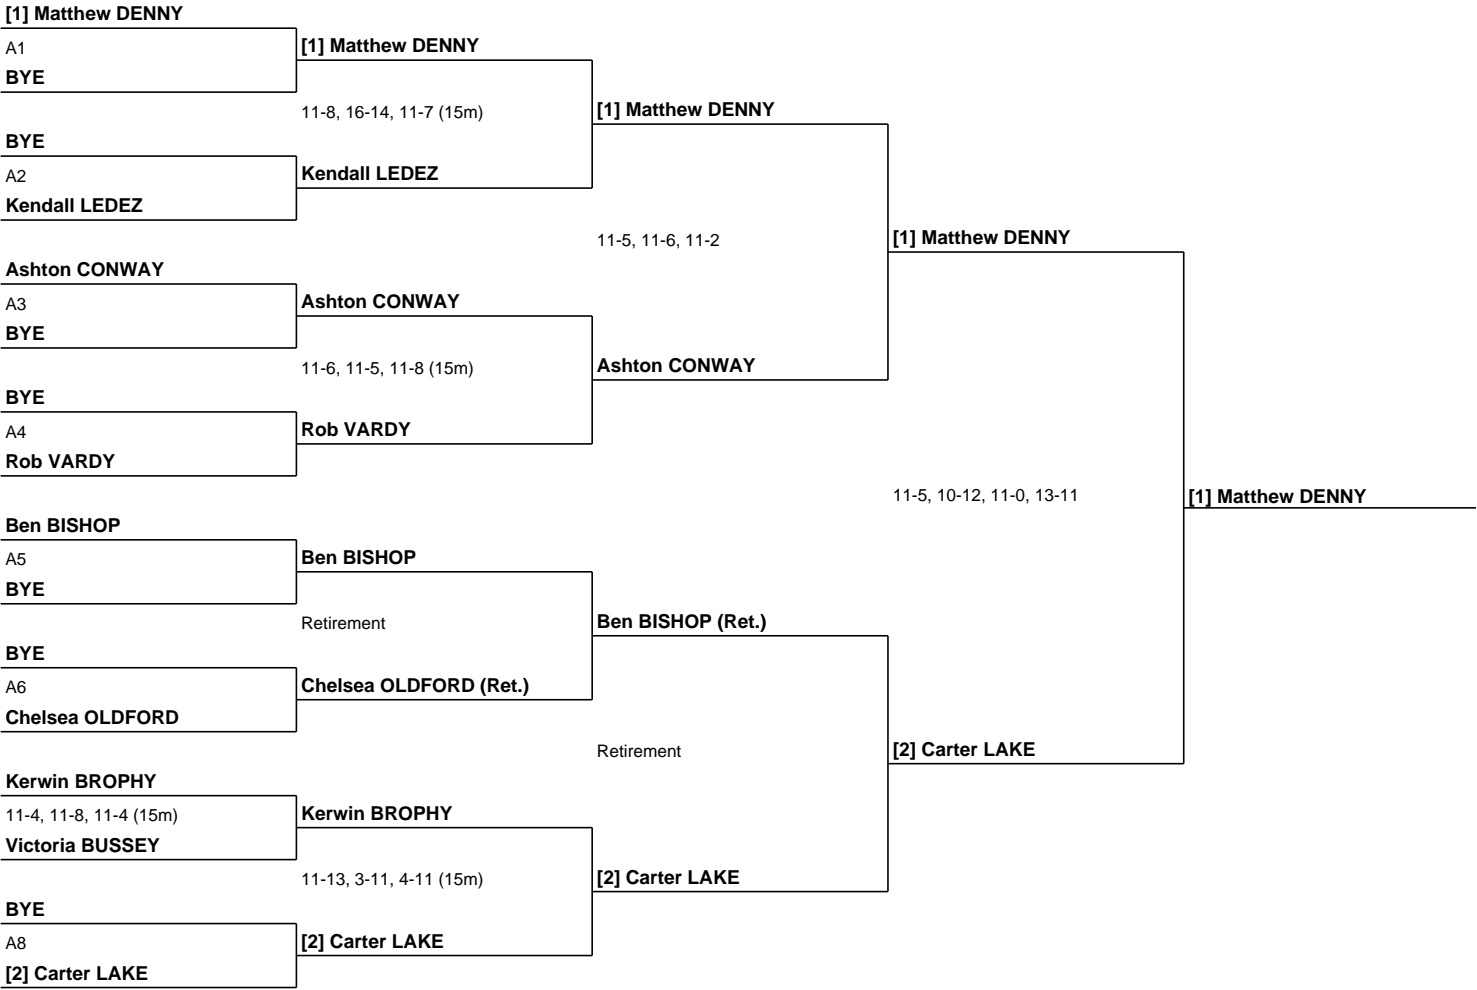 [1] Matthew DENNY
A1
BYE
BYE
A2
Kendall LEDEZ
Ashton CONWAY
A3
BYE
BYE
A4
Rob VARDY
Ben BISHOP
A5
BYE
BYE
A6
Chelsea OLDFORD
Kerwin BROPHY
11-4, 11-8, 11-4 (15m)
Victoria BUSSEY
BYE
A8
[2] Carter LAKE
[1] Matthew DENNY
11-8, 16-14, 11-7 (15m)
Kendall LEDEZ
Ashton CONWAY
11-6, 11-5, 11-8 (15m)
Rob VARDY
Ben BISHOP
Retirement
Chelsea OLDFORD (Ret.)
Kerwin BROPHY
11-13, 3-11, 4-11 (15m)
[2] Carter LAKE
[1] Matthew DENNY
11-5, 11-6, 11-2
Ashton CONWAY
Ben BISHOP (Ret.)
Retirement
[2] Carter LAKE
[1] Matthew DENNY
11-5, 10-12, 11-0, 13-11
[2] Carter LAKE
[1] Matthew DENNY